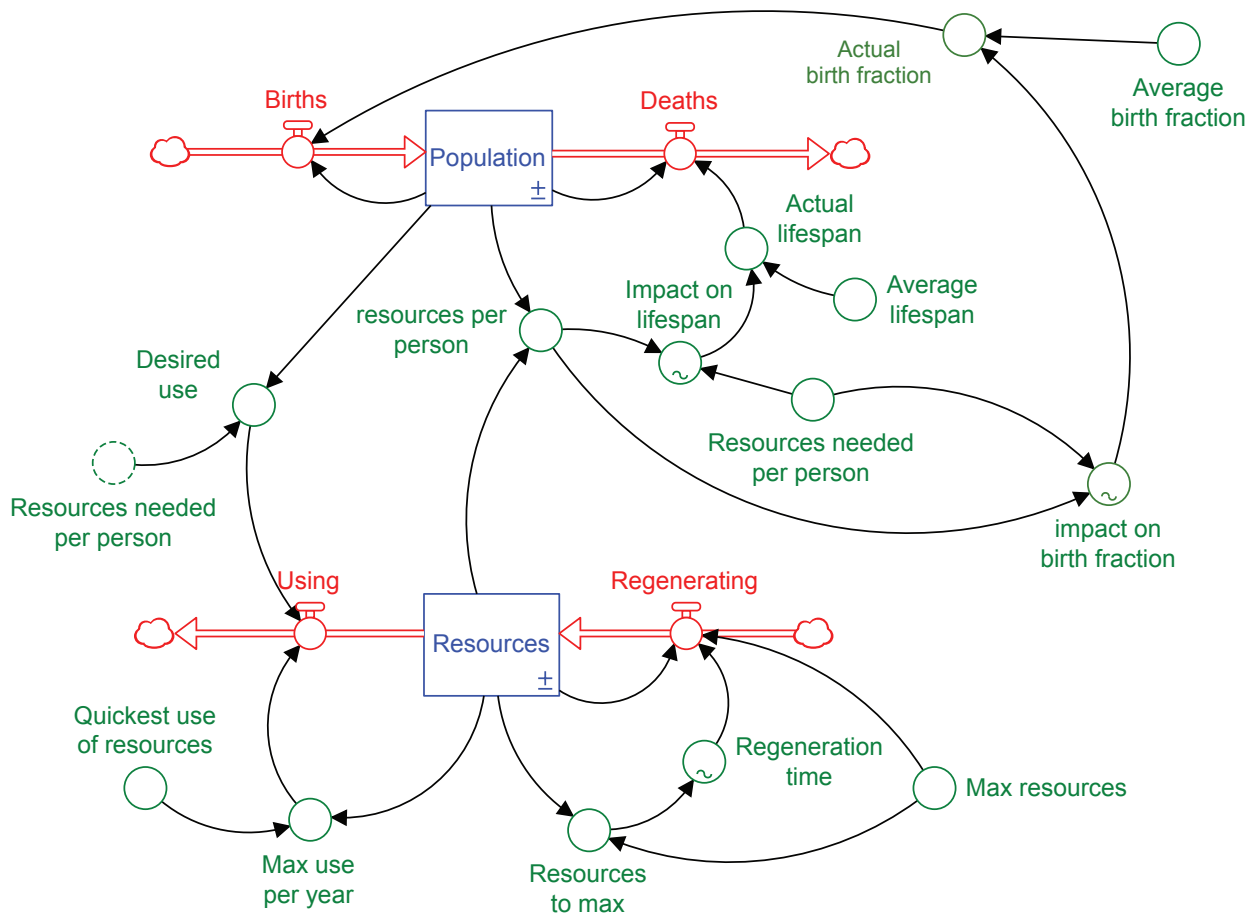 Actual
birth fraction
Average
birth fraction
Births
Deaths
Population
±
Actual
lifespan
Impact on
lifespan
Average
lifespan
resources per
person
Desired
use
Resources needed
per person
Resources needed
per person
impact on
birth fraction
Using
Regenerating
Resources
±
Quickest use
of resources
Regeneration
time
Max resources
Max use
per year
Resources
to max